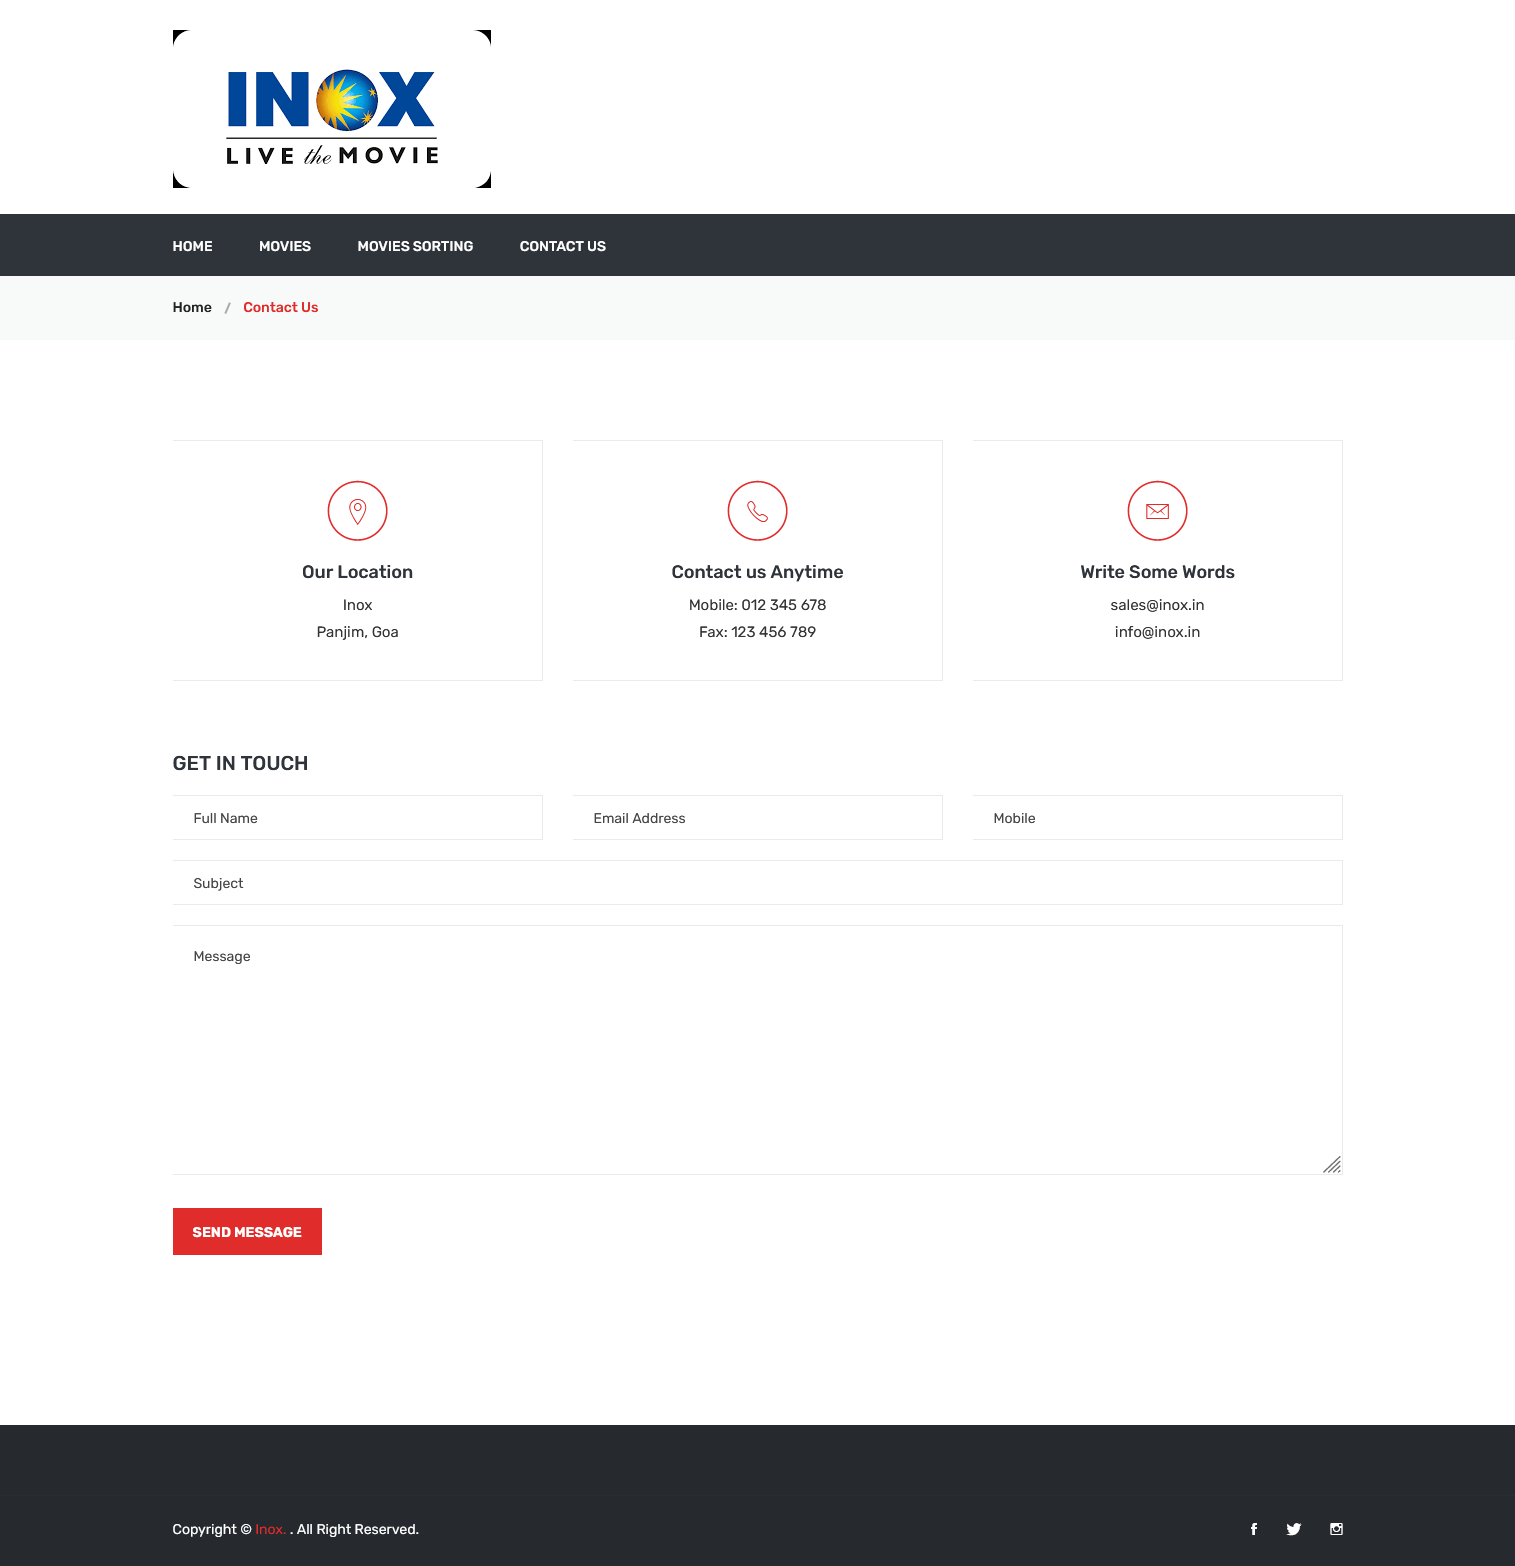 INOX
LIVE the MOVIE
HOME MOVIES MOVIES SORTING CONTACT US
Home / Contact Us
Our Location
Inox
Panjim, Goa
Contact us Anytime
Mobile: 012 345 678
Fax: 123 456 789
Write Some Words
sales@inox.in
info@inox.in
GET IN TOUCH
Full Name Email Address Mobile
Subject
Message
SEND MESSAGE
Copyright © Inox. . All Right Reserved.